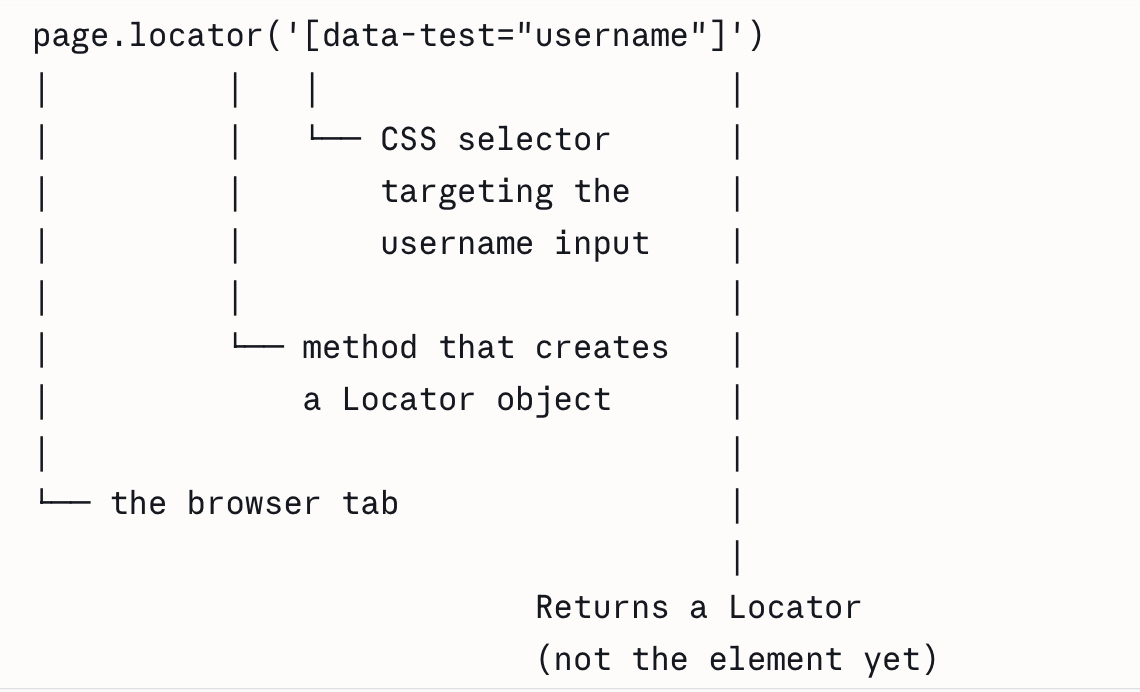 page.locator('[data-test="username"]')
│         │   │                     │
│         │   └── CSS selector      │
│         │       targeting the     │
│         │       username input    │
│         │                         │
│         └── method that creates   │
│             a Locator object      │
│                                   │
└── the browser tab                 │
                                    │
                          Returns a Locator
                          (not the element yet)